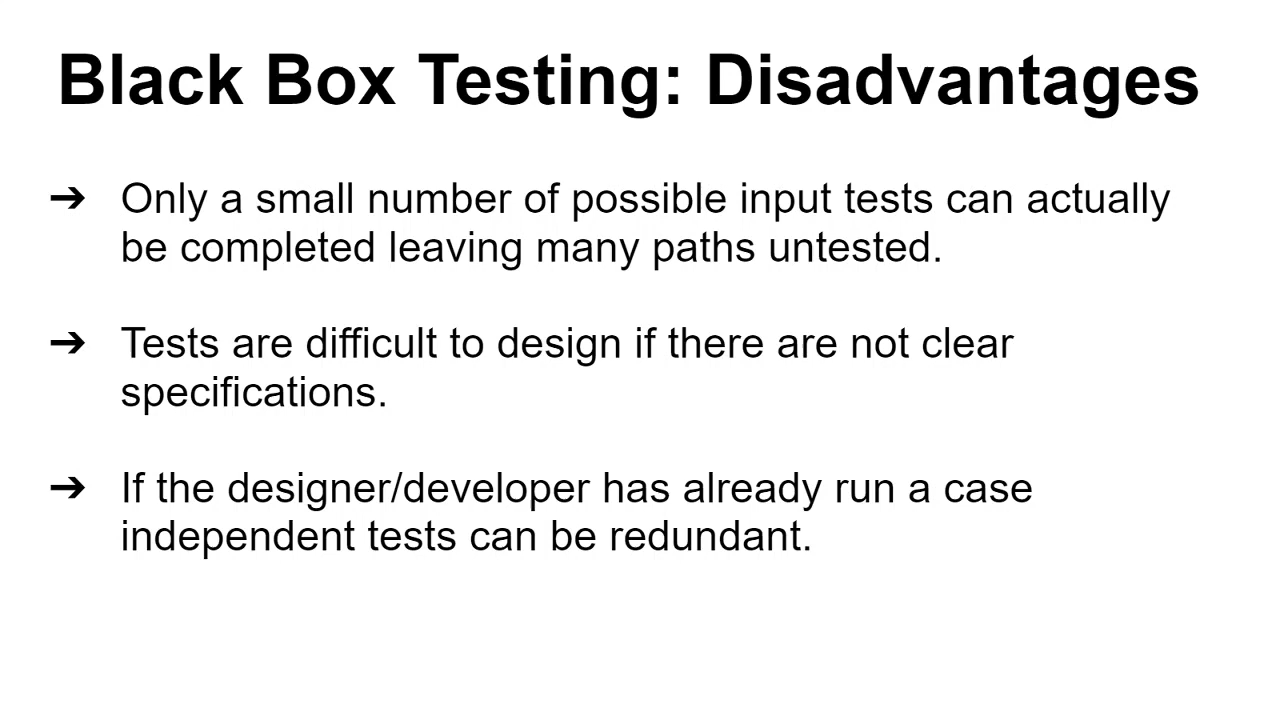 Black Box Testing: Disadvantages
➔ Only a small number of possible input tests can actually
be completed leaving many paths untested.
➔ Tests are difficult to design if there are not clear
specifications.
➔ If the designer/developer has already run a case
independent tests can be redundant.